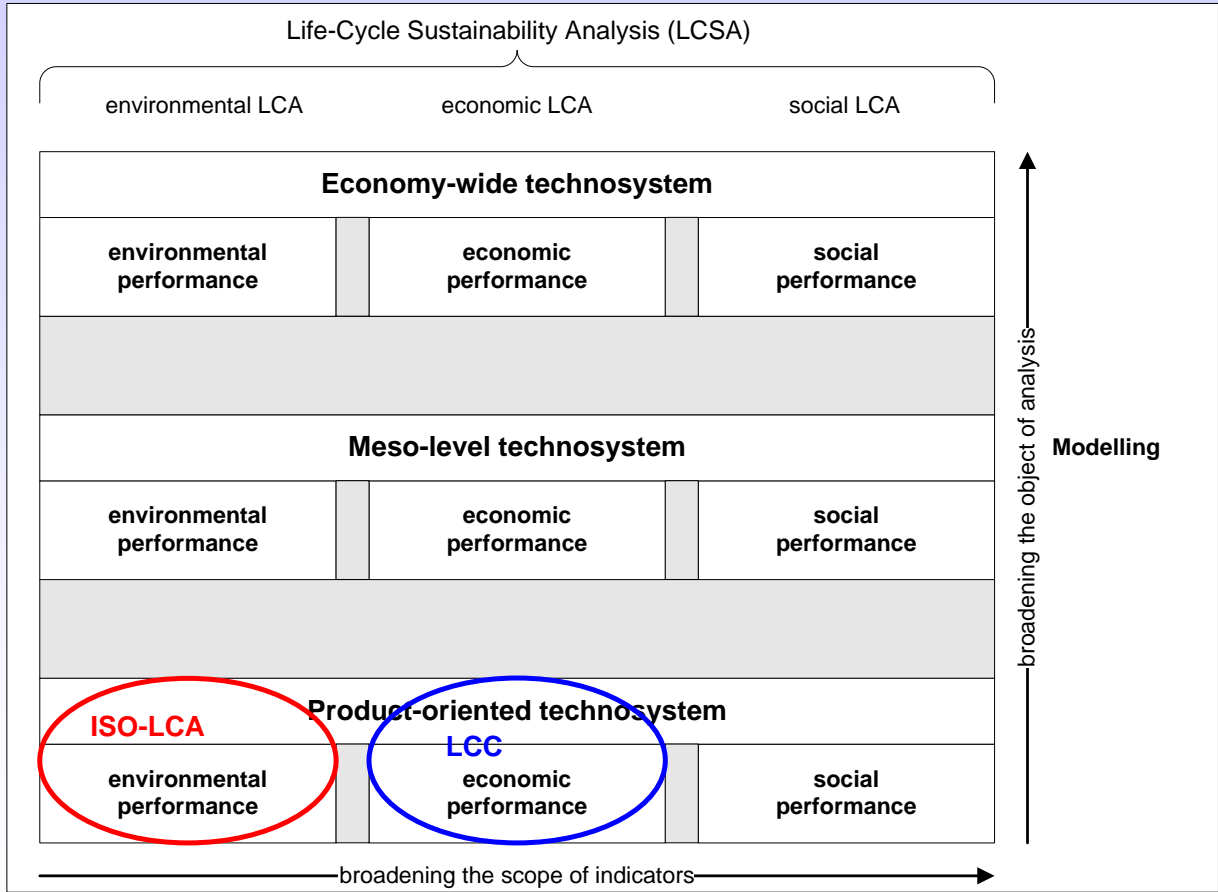 Life-Cycle Sustainability Analysis (LCSA)
environmental LCA economic LCA social LCA
Economy-wide technosystem
environmental performance
economic performance
social performance
Meso-level technosystem
environmental performance
economic performance
social performance
Product-oriented technosystem
ISO-LCA
LCC
environmental performance
economic performance
social performance
broadening the object of analysis
Modelling
broadening the scope of indicators